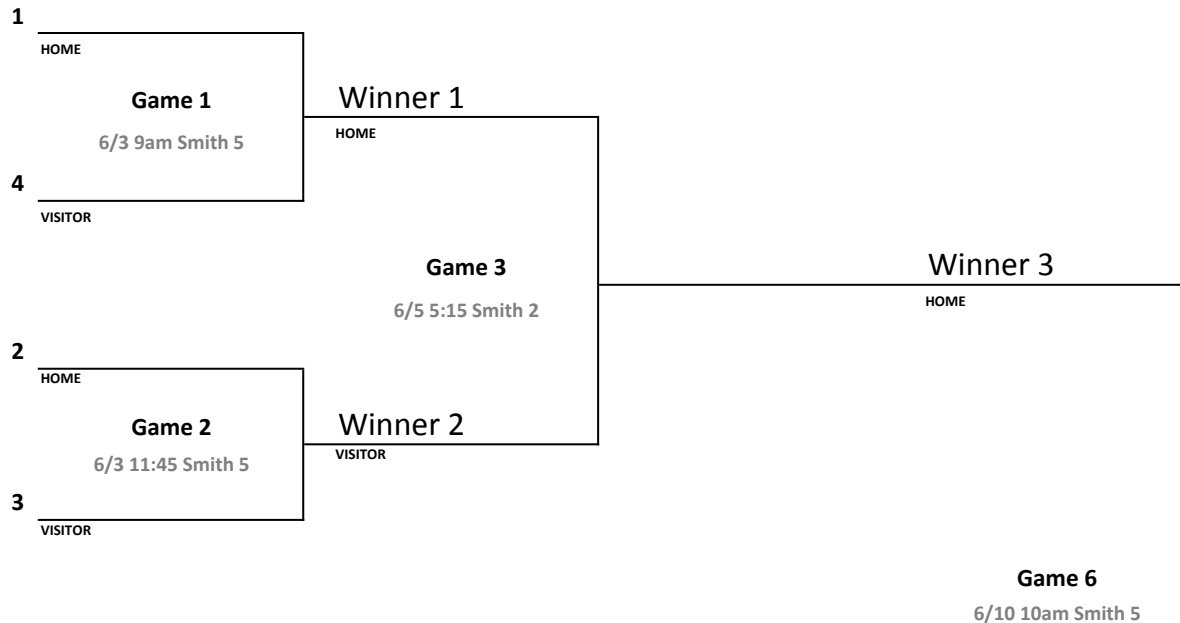 1
HOME
Game 1
Winner 1
6/3 9am Smith 5
HOME
4
VISITOR
Game 3
Winner 3
6/5 5:15 Smith 2
HOME
2
HOME
Game 2
Winner 2
6/3 11:45 Smith 5
VISITOR
3
VISITOR
Game 6
6/10 10am Smith 5